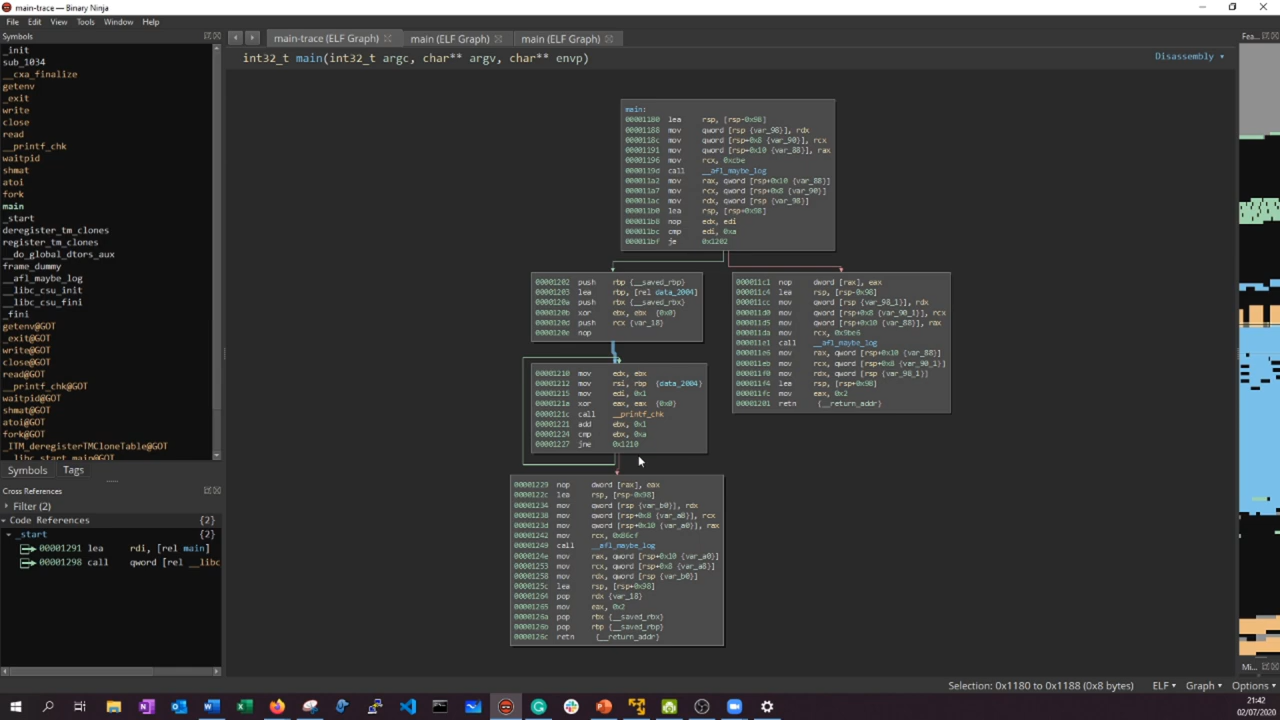 main-trace — Binary Ninja
File Edit View Tools Window Help
Symbols
_init
sub_1034
__cxa_finalize
getenv
_exit
write
close
read
__printf_chk
waitpid
shmat
atoi
fork
main
_start
deregister_tm_clones
register_tm_clones
__do_global_dtors_aux
frame_dummy
__afl_maybe_log
__libc_csu_init
__libc_csu_fini
_fini
getenv@GOT
_exit@GOT
write@GOT
close@GOT
read@GOT
__printf_chk@GOT
waitpid@GOT
shmat@GOT
atoi@GOT
fork@GOT
_ITM_deregisterTMCloneTable@GOT
__libc_start_main@GOT
Symbols Tags
Cross References
Filter (2)
Code References {2}
_start {2}
00001291 lea rdi, [rel main]
00001298 call qword [rel __libc
main-trace (ELF Graph) main (ELF Graph) main (ELF Graph)
int32_t main(int32_t argc, char** argv, char** envp)
Disassembly
Fea...
main:
00001180 lea rsp, [rsp-0x98]
00001188 mov qword [rsp {var_98}], rdx
0000118c mov qword [rsp+0x8 {var_90}], rcx
00001191 mov qword [rsp+0x10 {var_88}], rax
00001196 mov rcx, 0xcbe
0000119d call __afl_maybe_log
000011a2 mov rax, qword [rsp+0x10 {var_88}]
000011a7 mov rcx, qword [rsp+0x8 {var_90}]
000011ac mov rdx, qword [rsp {var_98}]
000011b0 lea rsp, [rsp+0x98]
000011b8 nop edx, edi
000011bc cmp edi, 0xa
000011bf je 0x1202
00001202 push rbp {__saved_rbp}
00001203 lea rbp, [rel data_2004]
0000120a push rbx {__saved_rbx}
0000120b xor ebx, ebx {0x0}
0000120d push rcx {var_18}
0000120e nop
000011c1 nop dword [rax], eax
000011c4 lea rsp, [rsp-0x98]
000011cc mov qword [rsp {var_98_1}], rdx
000011d0 mov qword [rsp+0x8 {var_90_1}], rcx
000011d5 mov qword [rsp+0x10 {var_88}], rax
000011da mov rcx, 0x9be6
000011e1 call __afl_maybe_log
000011e6 mov rax, qword [rsp+0x10 {var_88}]
000011eb mov rcx, qword [rsp+0x8 {var_90_1}]
000011f0 mov rdx, qword [rsp {var_98_1}]
000011f4 lea rsp, [rsp+0x98]
000011fc mov eax, 0x2
00001201 retn {__return_addr}
00001210 mov edx, ebx
00001212 mov rsi, rbp {data_2004}
00001215 mov edi, 0x1
0000121a xor eax, eax {0x0}
0000121c call __printf_chk
00001221 add ebx, 0x1
00001224 cmp ebx, 0xa
00001227 jne 0x1210
00001229 nop dword [rax], eax
0000122c lea rsp, [rsp-0x98]
00001234 mov qword [rsp {var_b0}], rdx
00001238 mov qword [rsp+0x8 {var_a8}], rcx
0000123d mov qword [rsp+0x10 {var_a0}], rax
00001242 mov rcx, 0x86cf
00001249 call __afl_maybe_log
0000124e mov rax, qword [rsp+0x10 {var_a0}]
00001253 mov rcx, qword [rsp+0x8 {var_a8}]
00001258 mov rdx, qword [rsp {var_b0}]
0000125c lea rsp, [rsp+0x98]
00001264 pop rdx {var_18}
00001265 mov eax, 0x2
0000126a pop rbx {__saved_rbx}
0000126b pop rbp {__saved_rbp}
0000126c retn {__return_addr}
Mi...
Selection: 0x1180 to 0x1188 (0x8 bytes) ELF Graph Options
21:42
02/07/2020